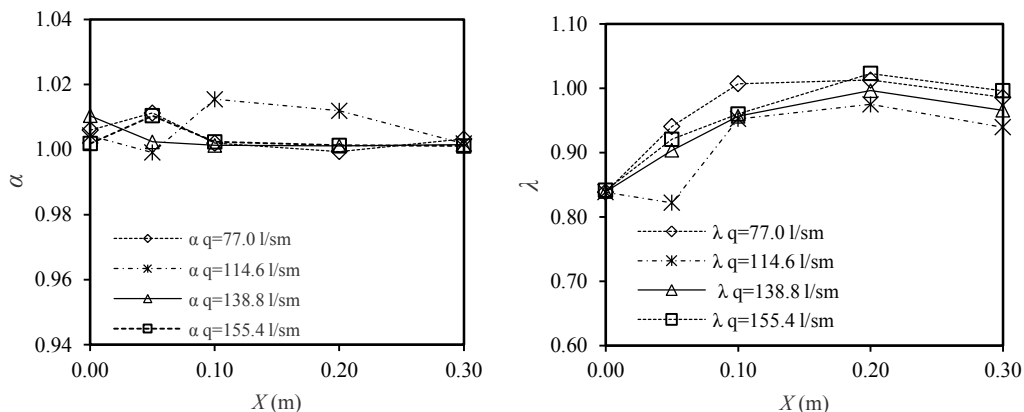 1.04
1.02
1.00
0.98
0.96
0.94
α
α q=77.0 l/sm
α q=114.6 l/sm
α q=138.8 l/sm
α q=155.4 l/sm
0.00 0.10 0.20 0.30
X (m)
1.10
1.00
0.90
0.80
0.70
0.60
λ
λ q=77.0 l/sm
λ q=114.6 l/sm
λ q=138.8 l/sm
λ q=155.4 l/sm
0.00 0.10 0.20 0.30
X (m)